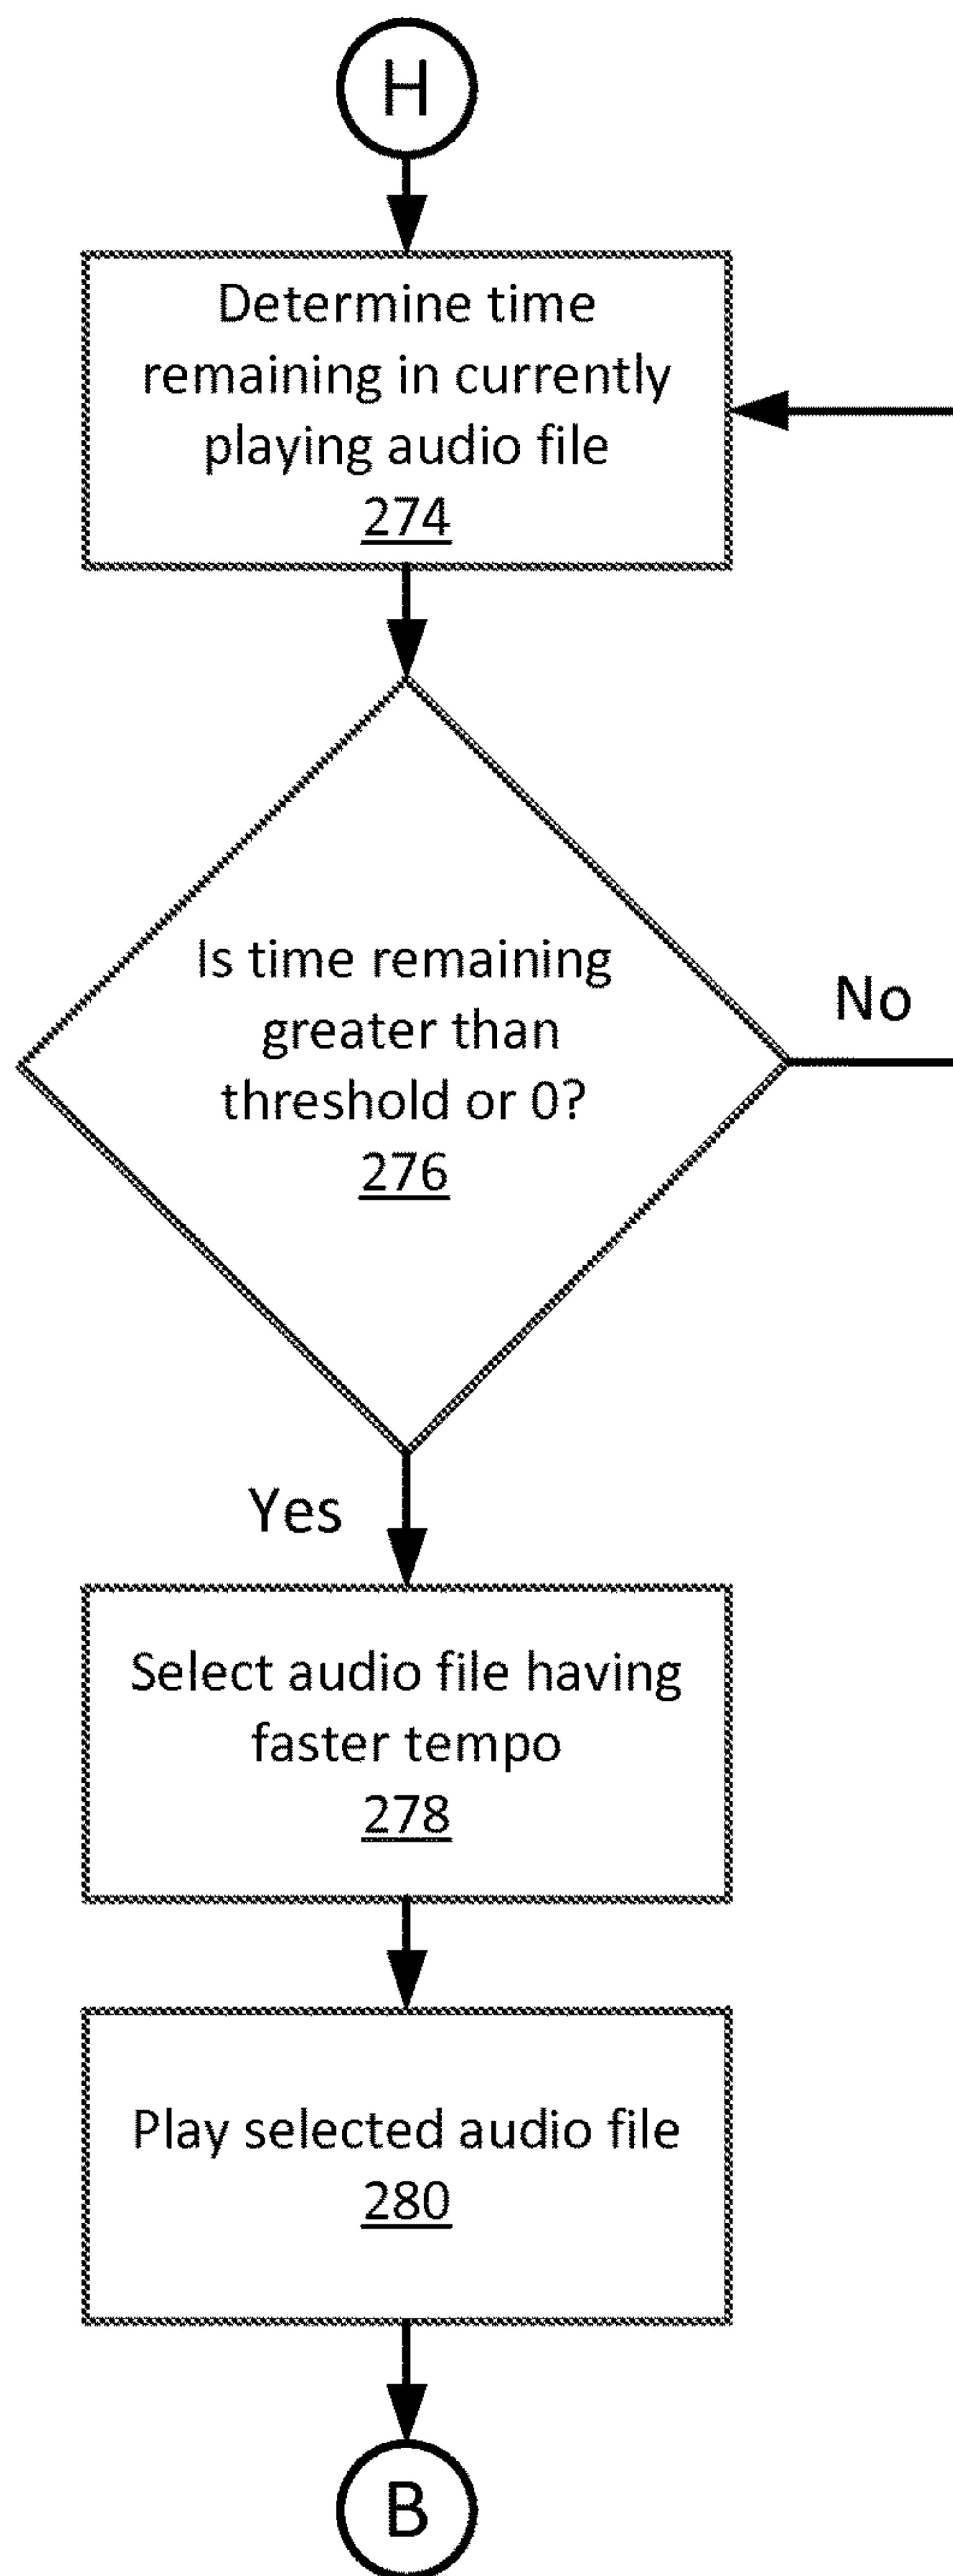 H
Determine time
remaining in currently
playing audio file
274
Is time remaining
greater than
threshold or 0?
276
No
Yes
Select audio file having
faster tempo
278
Play selected audio file
280
B